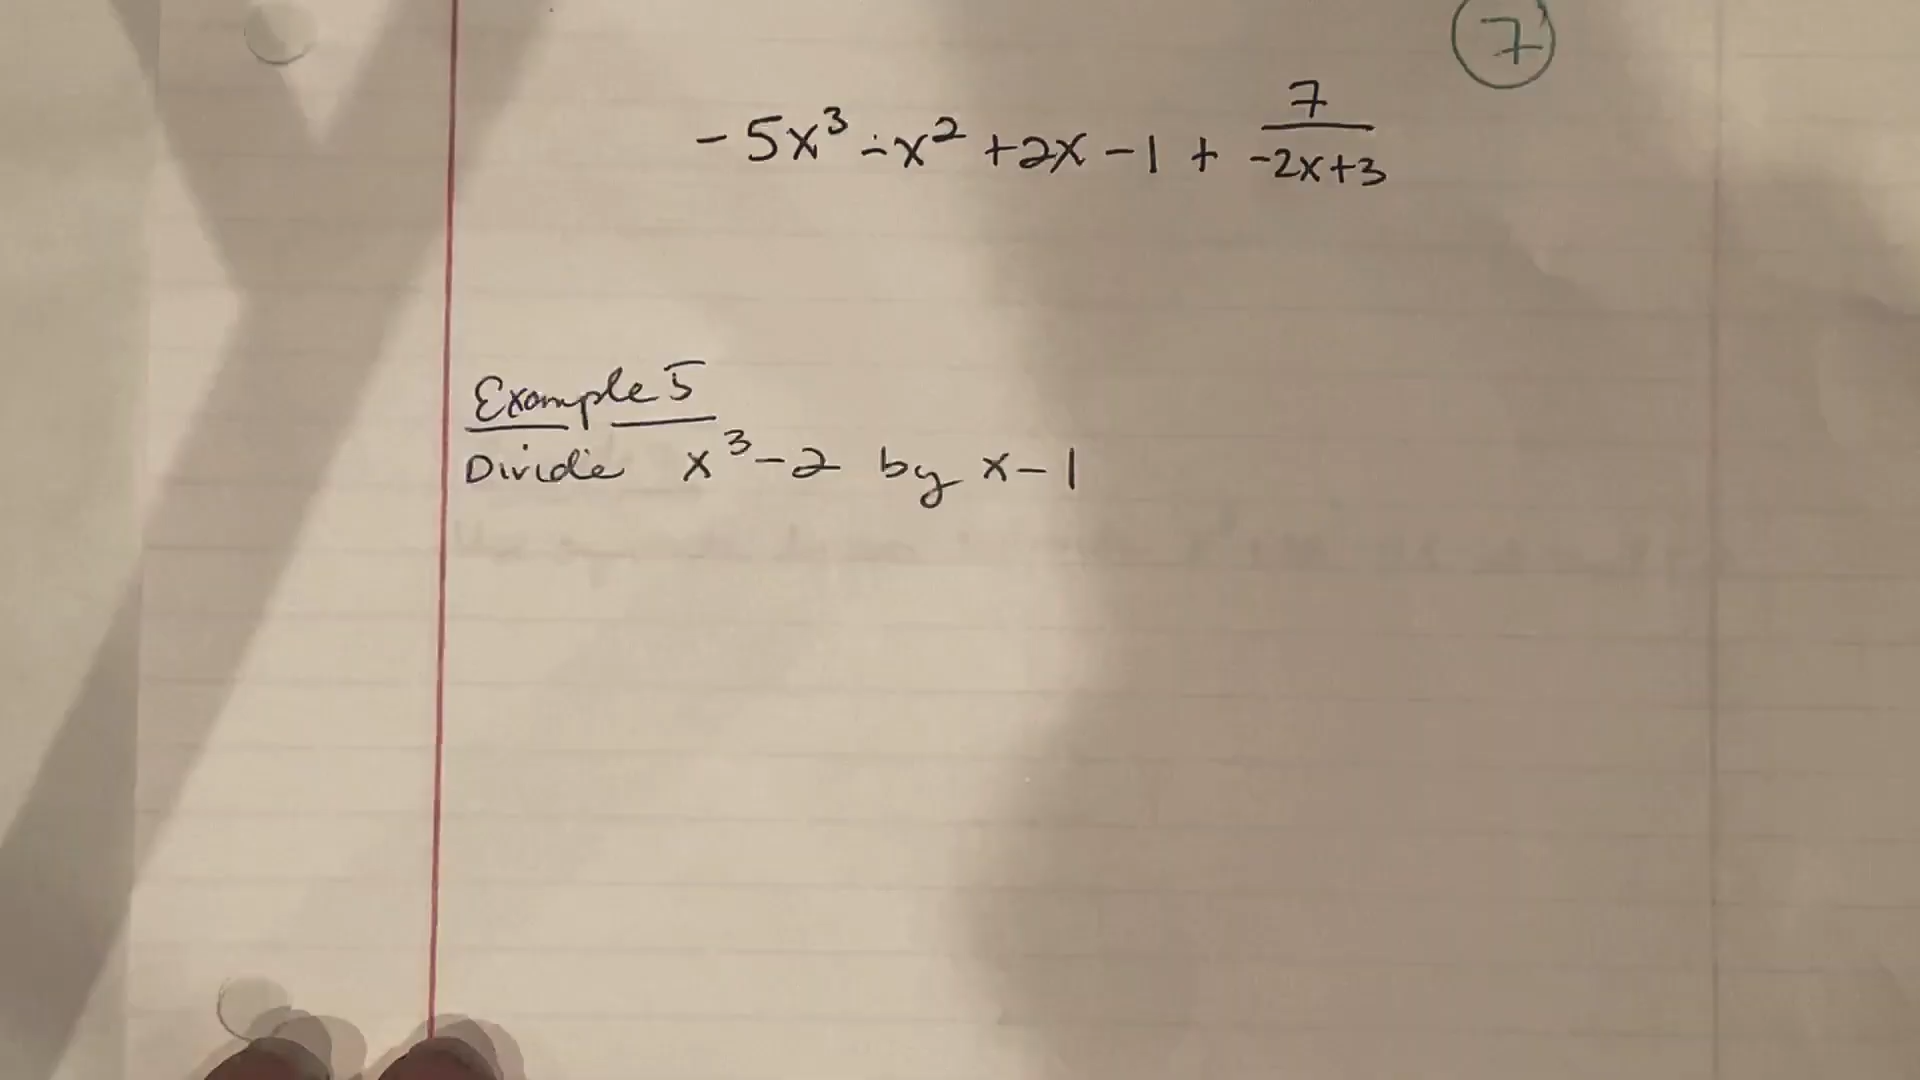 7
-5x³ - x² + 2x - 1 + 7/(-2x+3)
Example 5
Divide x³-2 by x-1